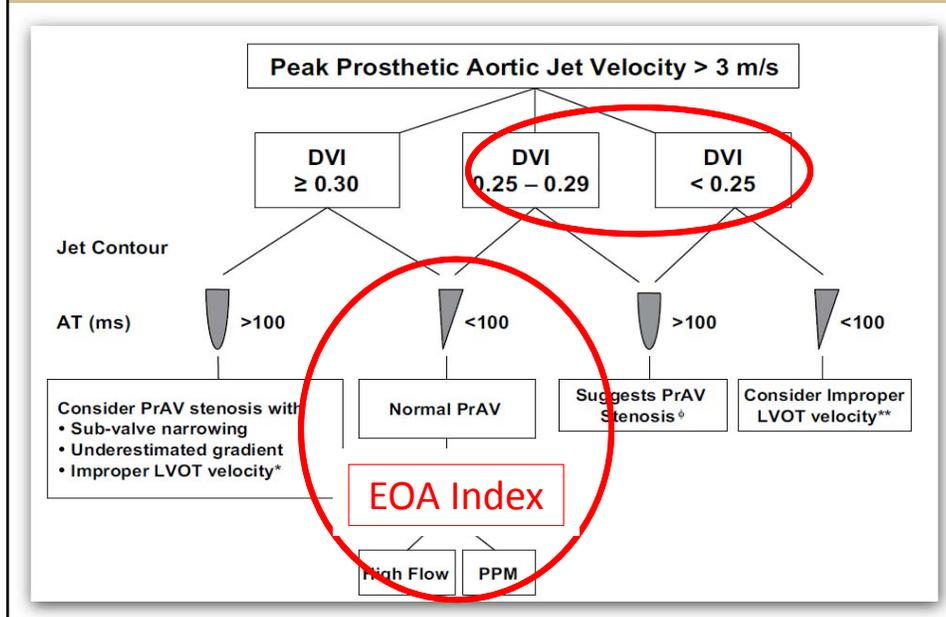 Peak Prosthetic Aortic Jet Velocity > 3 m/s
DVI
≥ 0.30
DVI
0.25 – 0.29
DVI
< 0.25
Jet Contour
AT (ms)
>100
<100
>100
<100
Consider PrAV stenosis with
• Sub-valve narrowing
• Underestimated gradient
• Improper LVOT velocity*
Normal PrAV
Suggests PrAV
Stenosisᶲ
Consider Improper
LVOT velocity**
EOA Index
High Flow
PPM